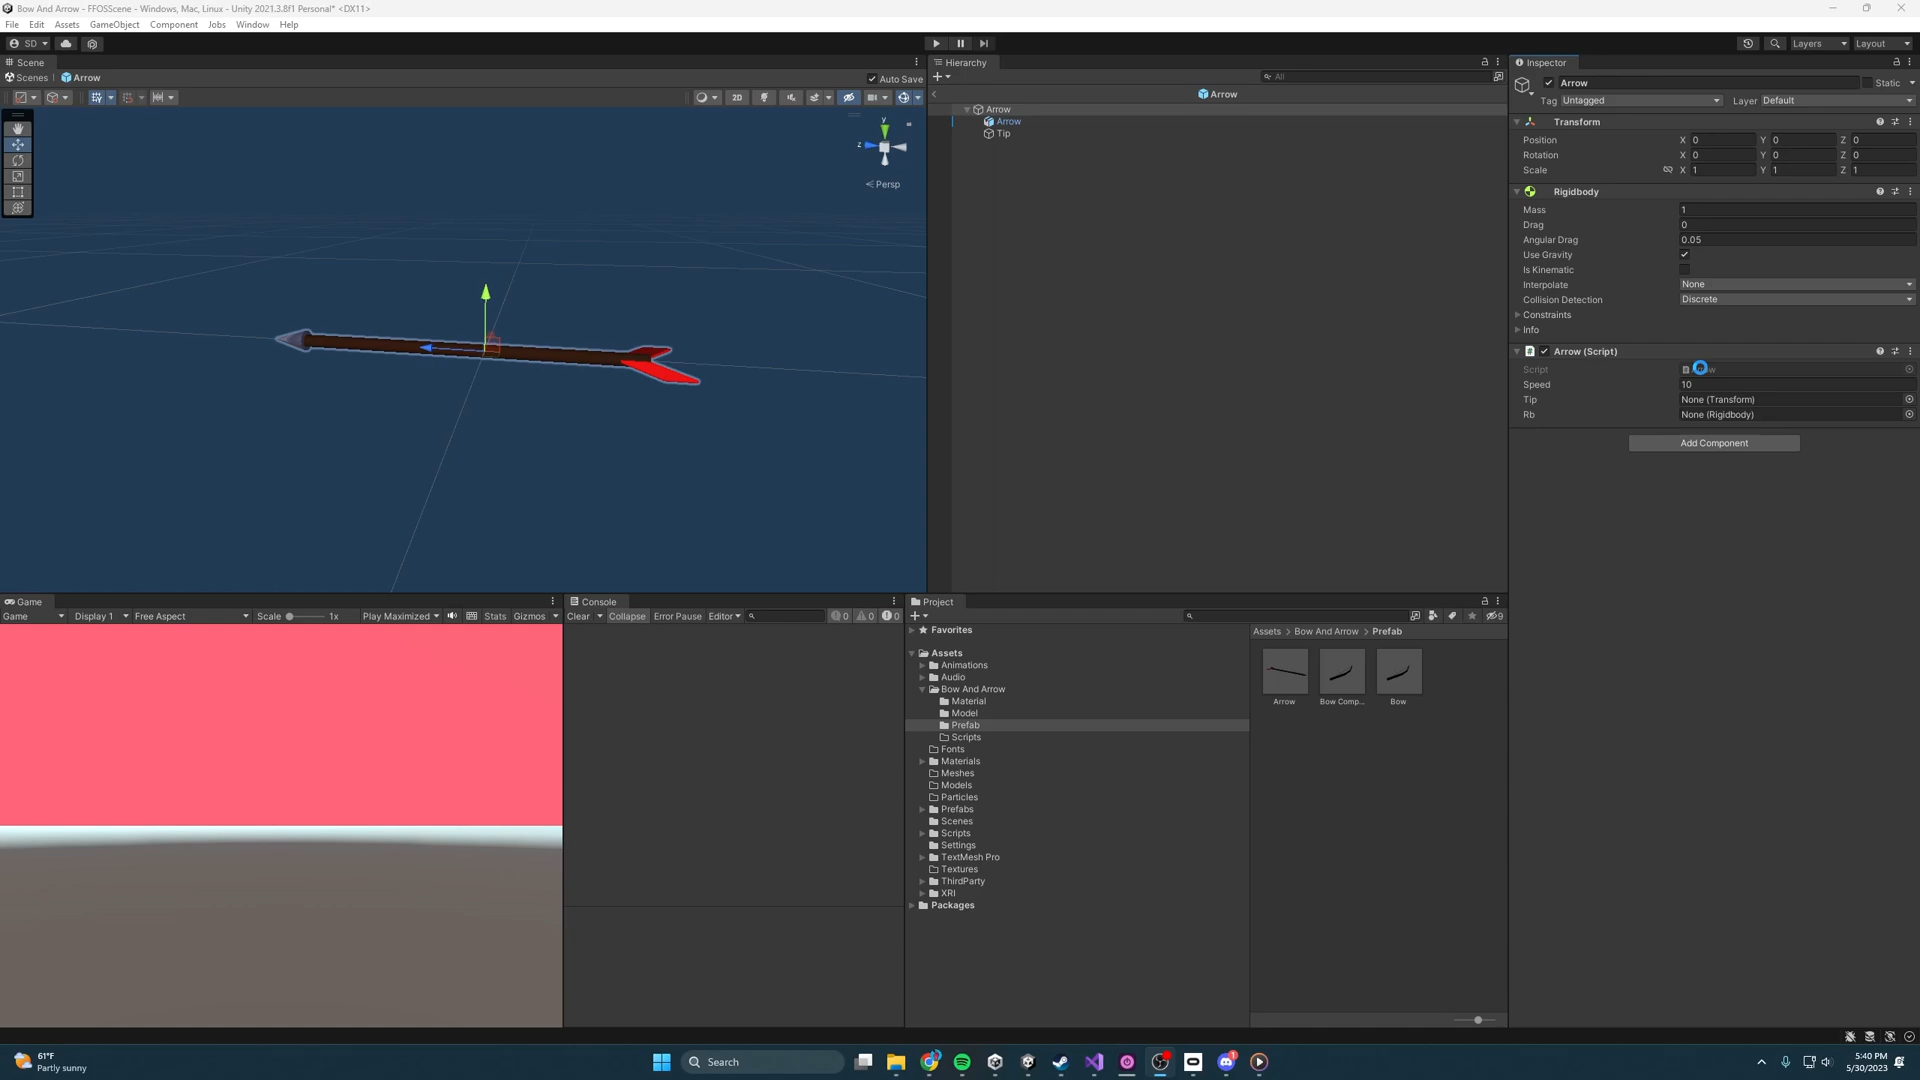 Bow And Arrow - FFOSScene - Windows, Mac, Linux - Unity 2021.3.8f1 Personal* <DX11>
File Edit Assets GameObject Component Jobs Window Help
SD Layers Layout
Scene
Scenes Arrow Auto Save
2D
y
z
Persp
Hierarchy
All
Arrow
Arrow
Arrow
Tip
Inspector
Arrow Static
Tag Untagged Layer Default
Transform
Position X 0 Y 0 Z 0
Rotation X 0 Y 0 Z 0
Scale X 1 Y 1 Z 1
Rigidbody
Mass 1
Drag 0
Angular Drag 0.05
Use Gravity
Is Kinematic
Interpolate None
Collision Detection Discrete
Constraints
Info
Arrow (Script)
Script
Speed 10
Tip None (Transform)
Rb None (Rigidbody)
Add Component
Game
Game Display 1 Free Aspect Scale 1x Play Maximized Stats Gizmos
Console
Clear Collapse Error Pause Editor 0 0 0
Project
9
Favorites
Assets
Animations
Audio
Bow And Arrow
Material
Model
Prefab
Scripts
Fonts
Materials
Meshes
Models
Particles
Prefabs
Scenes
Scripts
Settings
TextMesh Pro
Textures
ThirdParty
XRI
Packages
Assets > Bow And Arrow > Prefab
Arrow Bow Comp... Bow
61°F
Partly sunny
Search
1
5:40 PM
5/30/2023